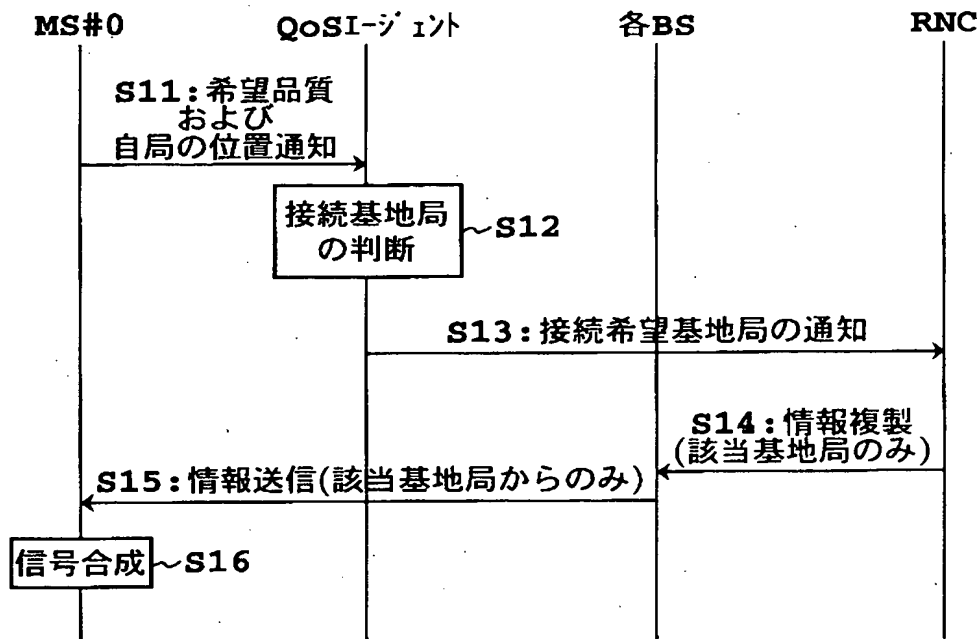 MS#0 QoSエージェント 各BS RNC
S11:希望品質
および
自局の位置通知
接続基地局
の判断
S12
S13:接続希望基地局の通知
S14:情報複製
(該当基地局のみ)
S15:情報送信(該当基地局からのみ)
信号合成
S16